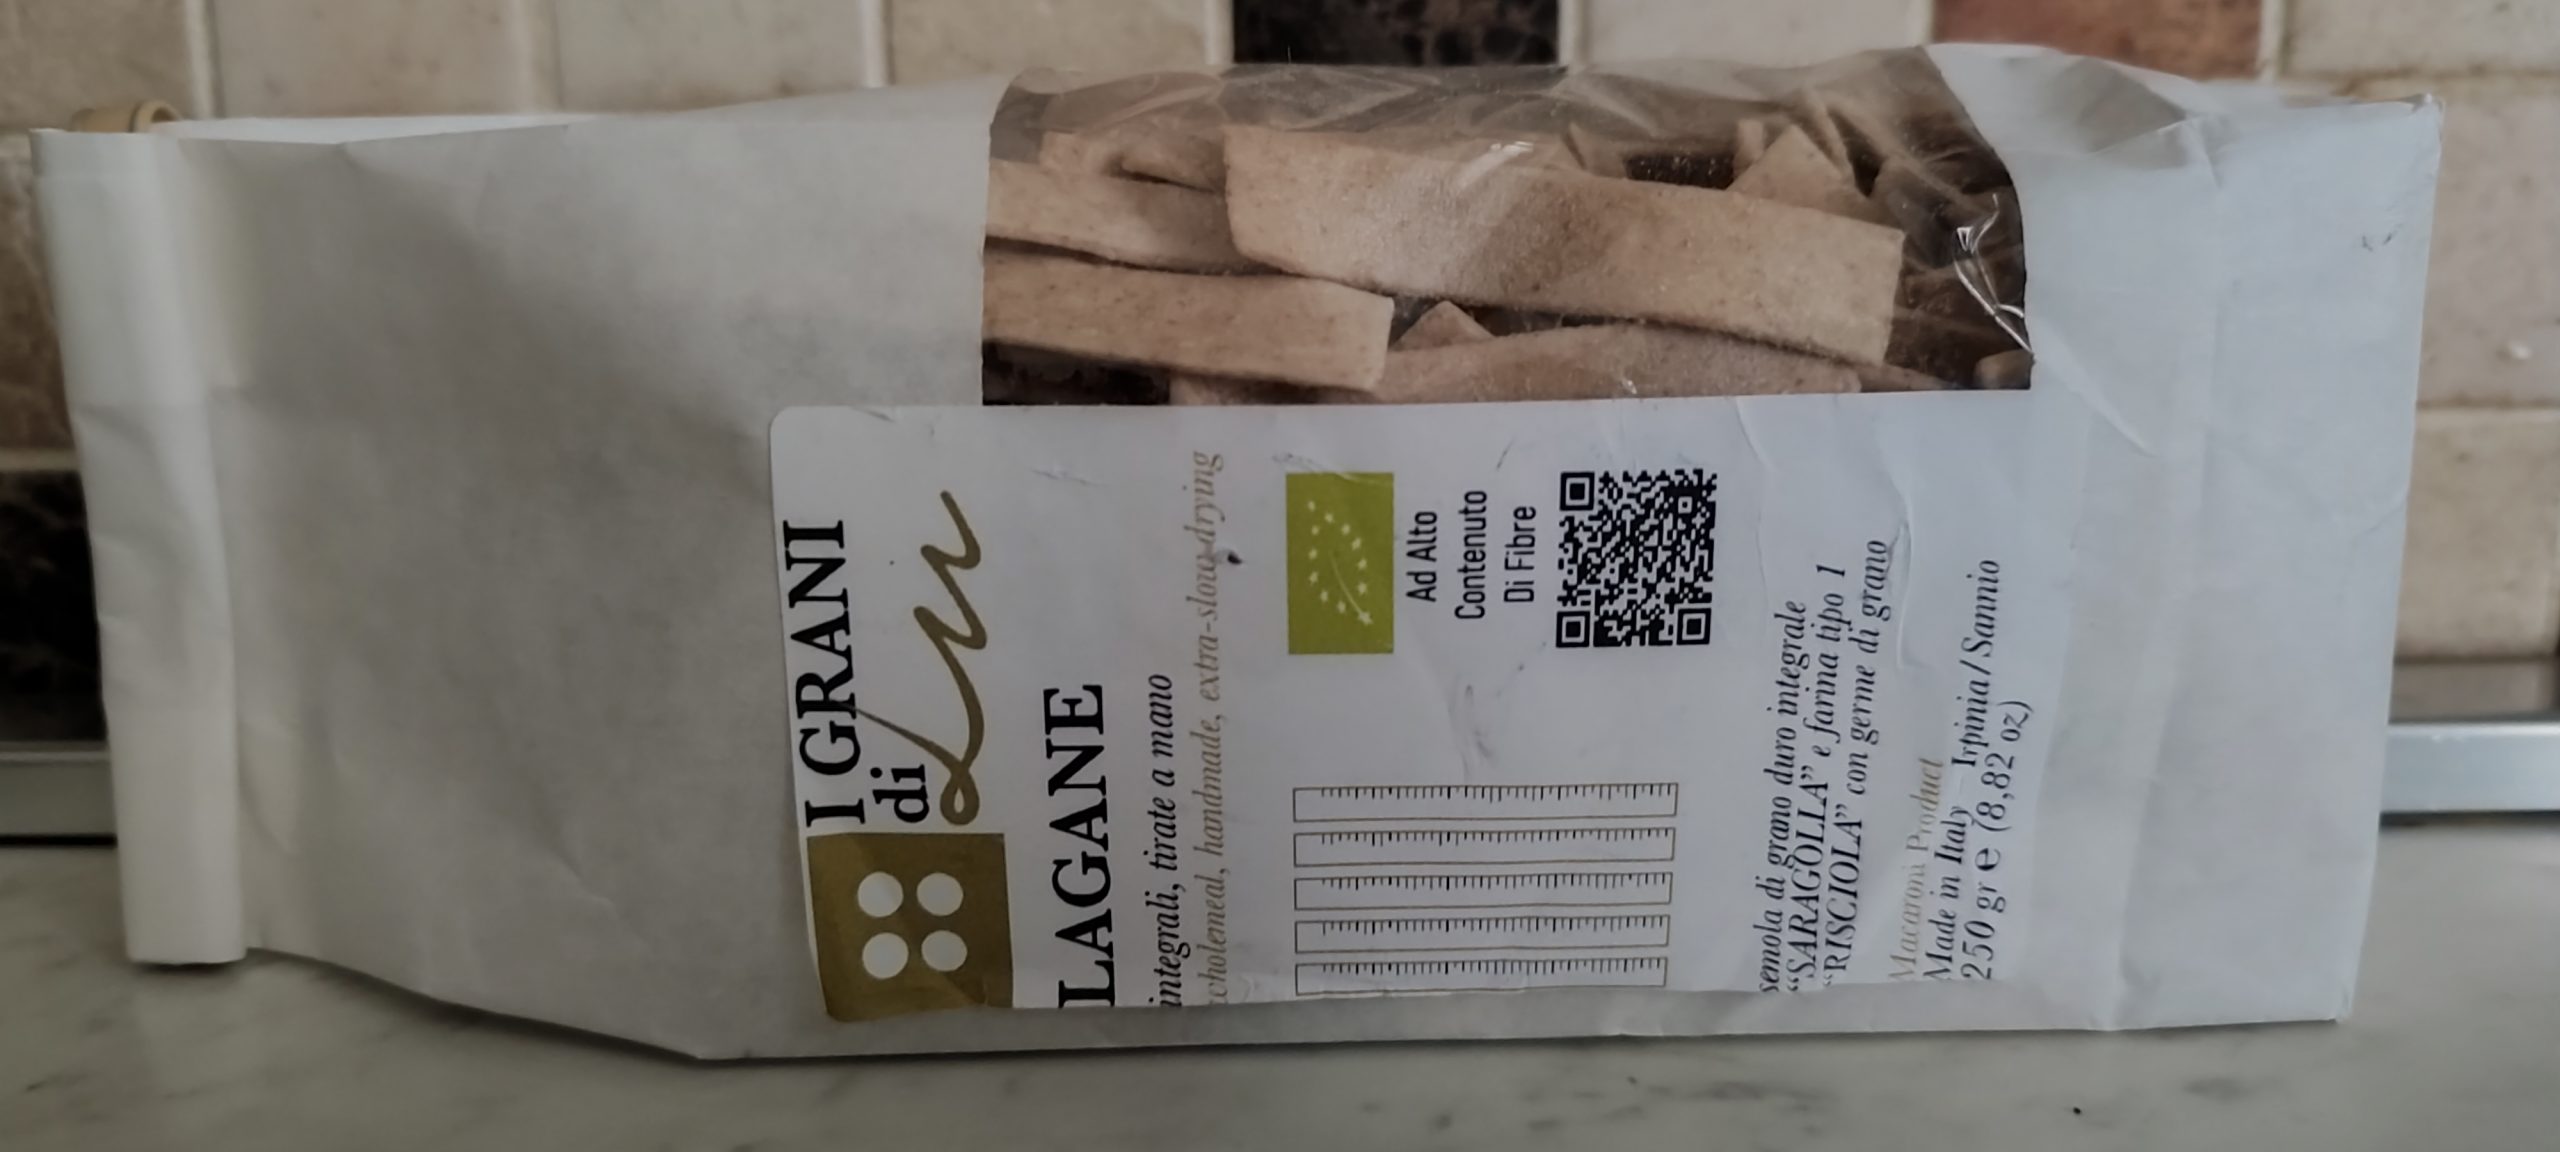 I GRANI
di Lu
LAGANE
integrali, tirate a mano
wholemeal, handmade, extra-slow drying
Ad Alto
Contenuto
Di Fibre
semola di grano duro integrale
“SARAGOLLA” e farina tipo 1
“RISCIOLA” con germe di grano
Macaroni Product
Made in Italy - Irpinia/Sannio
250 gr e (8,82 oz)